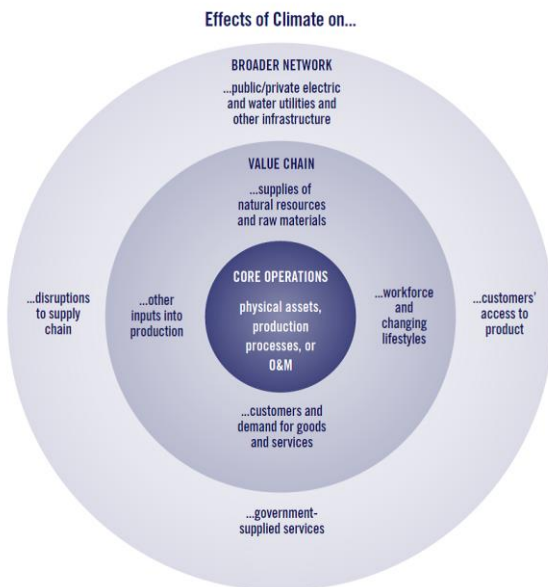 Effects of Climate on...
BROADER NETWORK
...public/private electric
and water utilities and
other infrastructure
VALUE CHAIN
...supplies of
natural resources
and raw materials
CORE OPERATIONS
physical assets,
production
processes, or
O&M
...disruptions
to supply
chain
...other
inputs into
production
...workforce
and
changing
lifestyles
...customers’
access to
product
...customers and
demand for goods
and services
...government-
supplied services